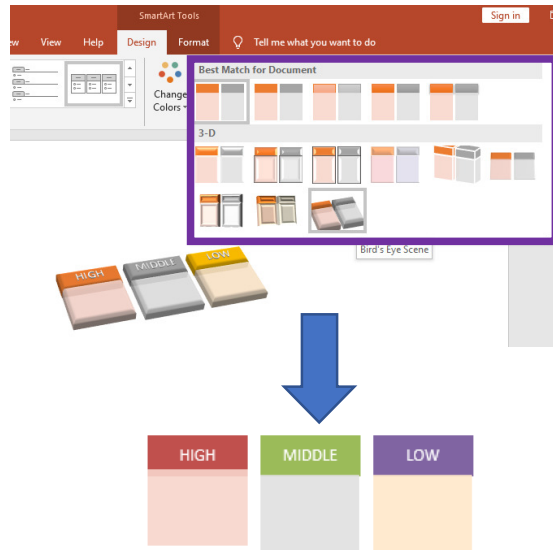 SmartArt Tools
Sign in
ew View Help Design Format Tell me what you want to do
Change
Colors
Best Match for Document
3-D
Bird's Eye Scene
HIGH MIDDLE LOW
HIGH MIDDLE LOW